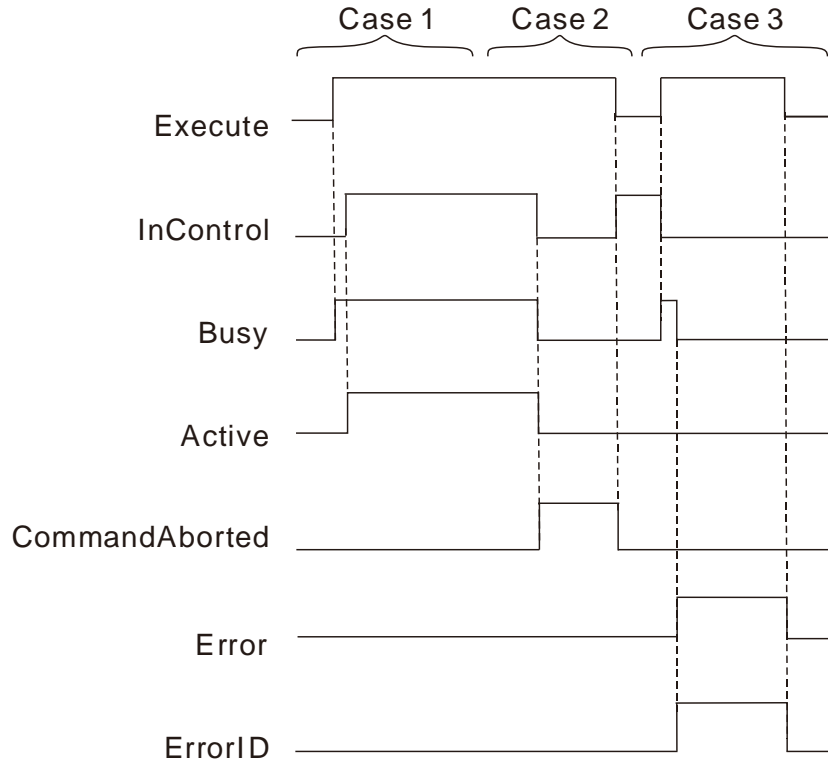 Case 1 Case 2 Case 3
Execute
InControl
Busy
Active
CommandAborted
Error
ErrorID